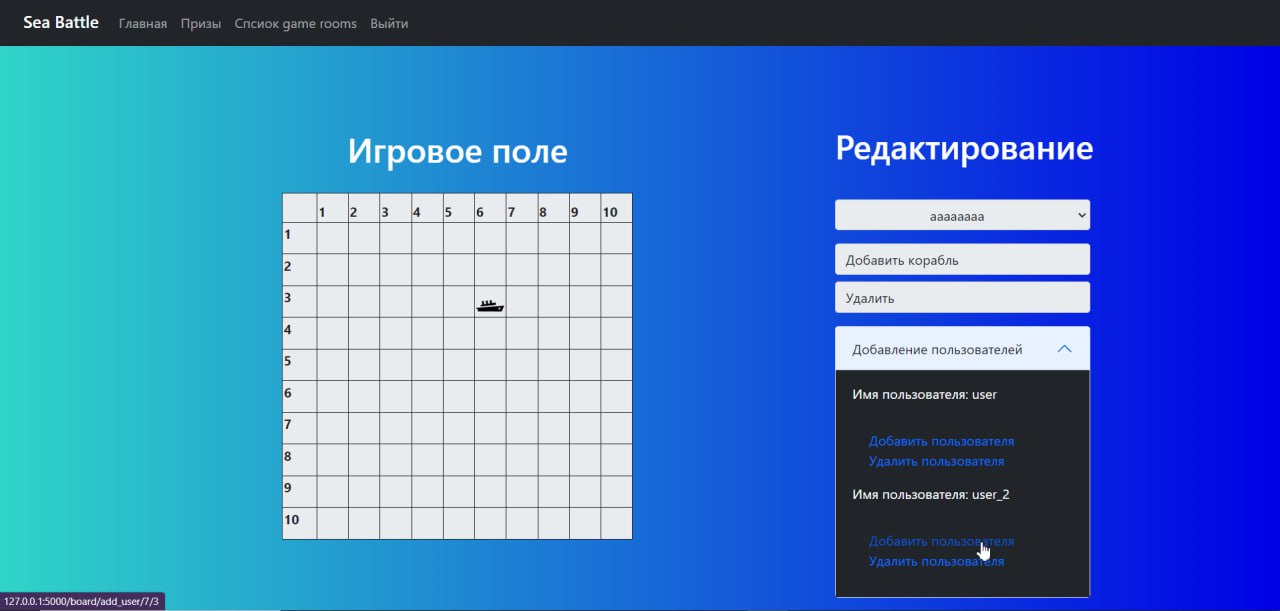 Sea Battle Главная Призы Спсиок game rooms Выйти
Игровое поле
1 2 3 4 5 6 7 8 9 10
1
2
3
4
5
6
7
8
9
10
Редактирование
aaaaaaaa
Добавить корабль
Удалить
Добавление пользователей
Имя пользователя: user
Добавить пользователя
Удалить пользователя
Имя пользователя: user_2
Добавить пользователя
Удалить пользователя
127.0.0.1:5000/board/add_user/7/3